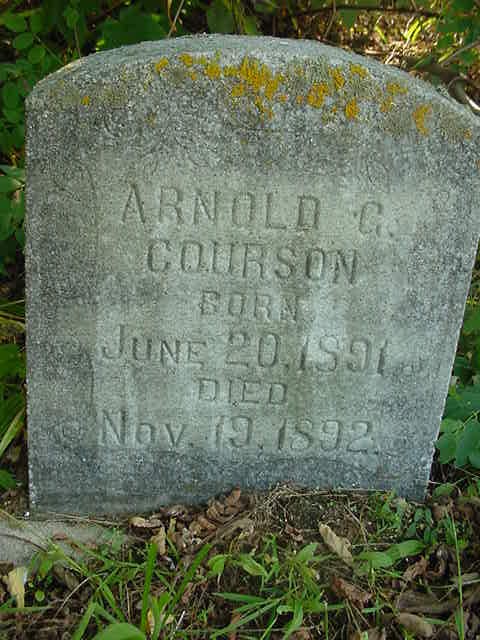 ARNOLD G.
COURSON
BORN
JUNE 20, 1891.
DIED
NOV. 19, 1892.